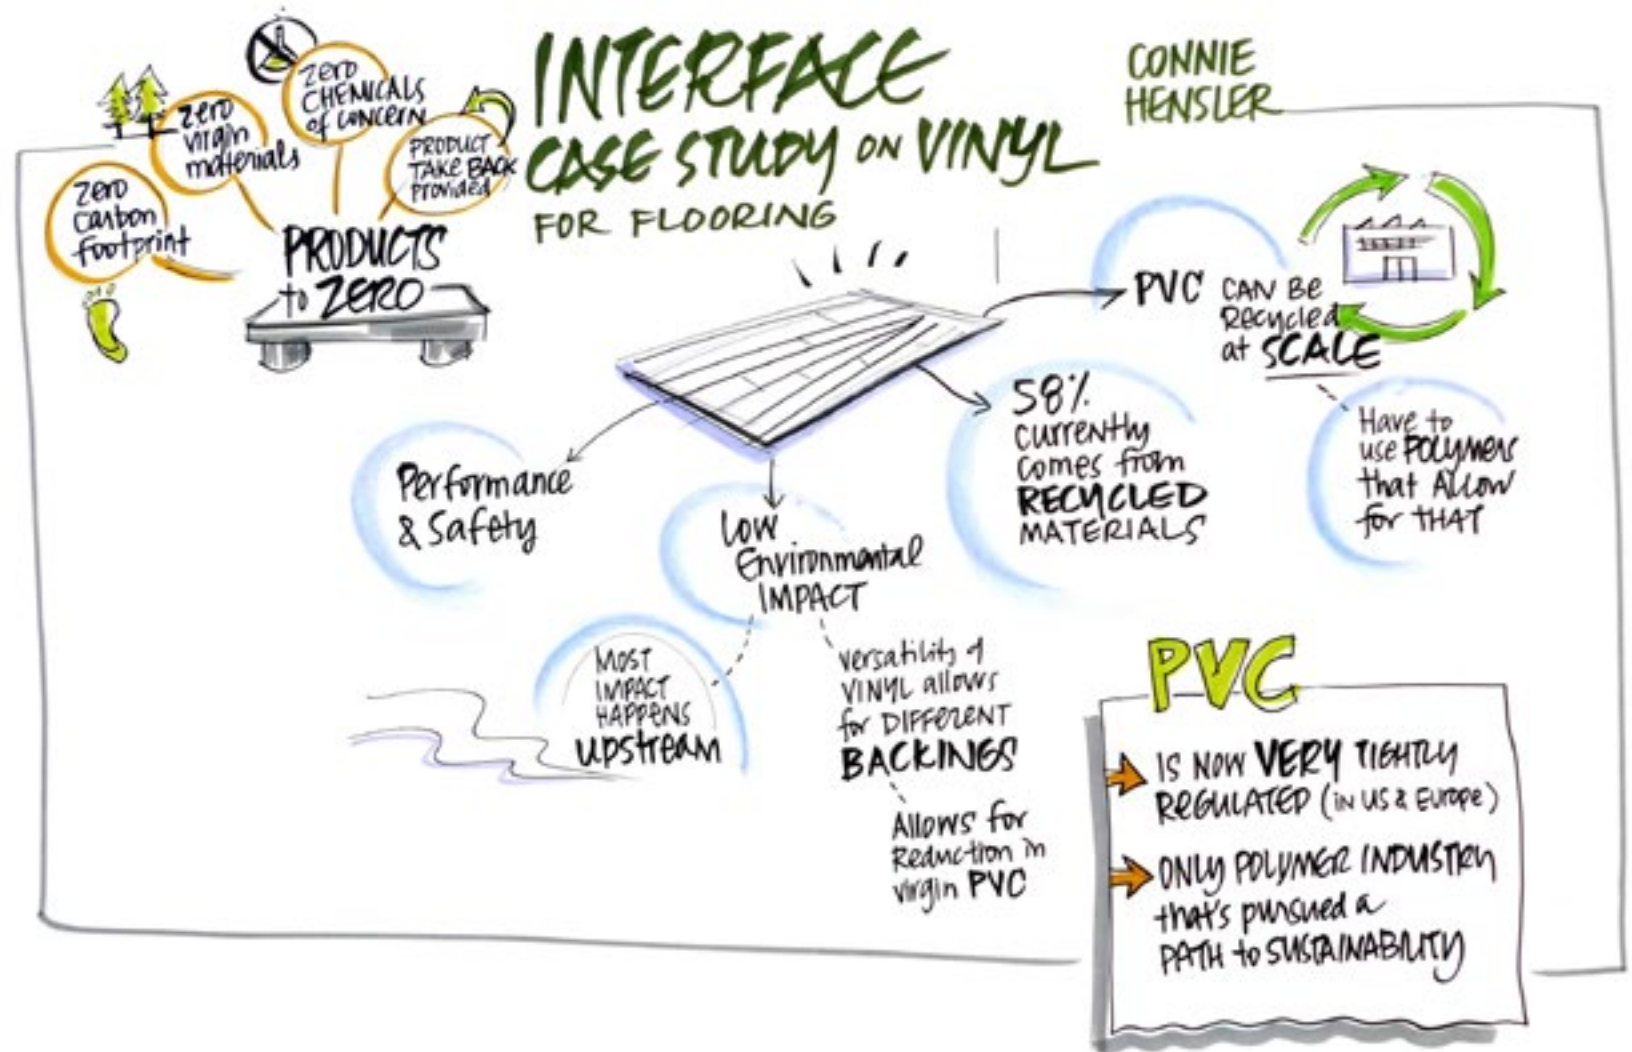 INTERFACE
CASE STUDY ON VINYL
FOR FLOORING
CONNIE
HENSLER
zero
carbon
footprint
zero
virgin
materials
zero
CHEMICALS
of concern
PRODUCT
TAKE BACK
Provided
PRODUCTS
to ZERO
PVC CAN BE
Recycled
at SCALE
Have to
use POLYMERS
that ALLOW
for THAT
58%
currently
comes from
RECYCLED
MATERIALS
Performance
& Safety
LOW
Environmental
IMPACT
MOST
IMPACT
HAPPENS
UPSTREAM
versatility of
VINYL allows
for DIFFERENT
BACKINGS
Allows for
Reduction in
virgin PVC
PVC
IS NOW VERY TIGHTLY
REGULATED (IN US & Europe)
ONLY POLYMER INDUSTRY
that's pursued a
PATH to SUSTAINABILITY